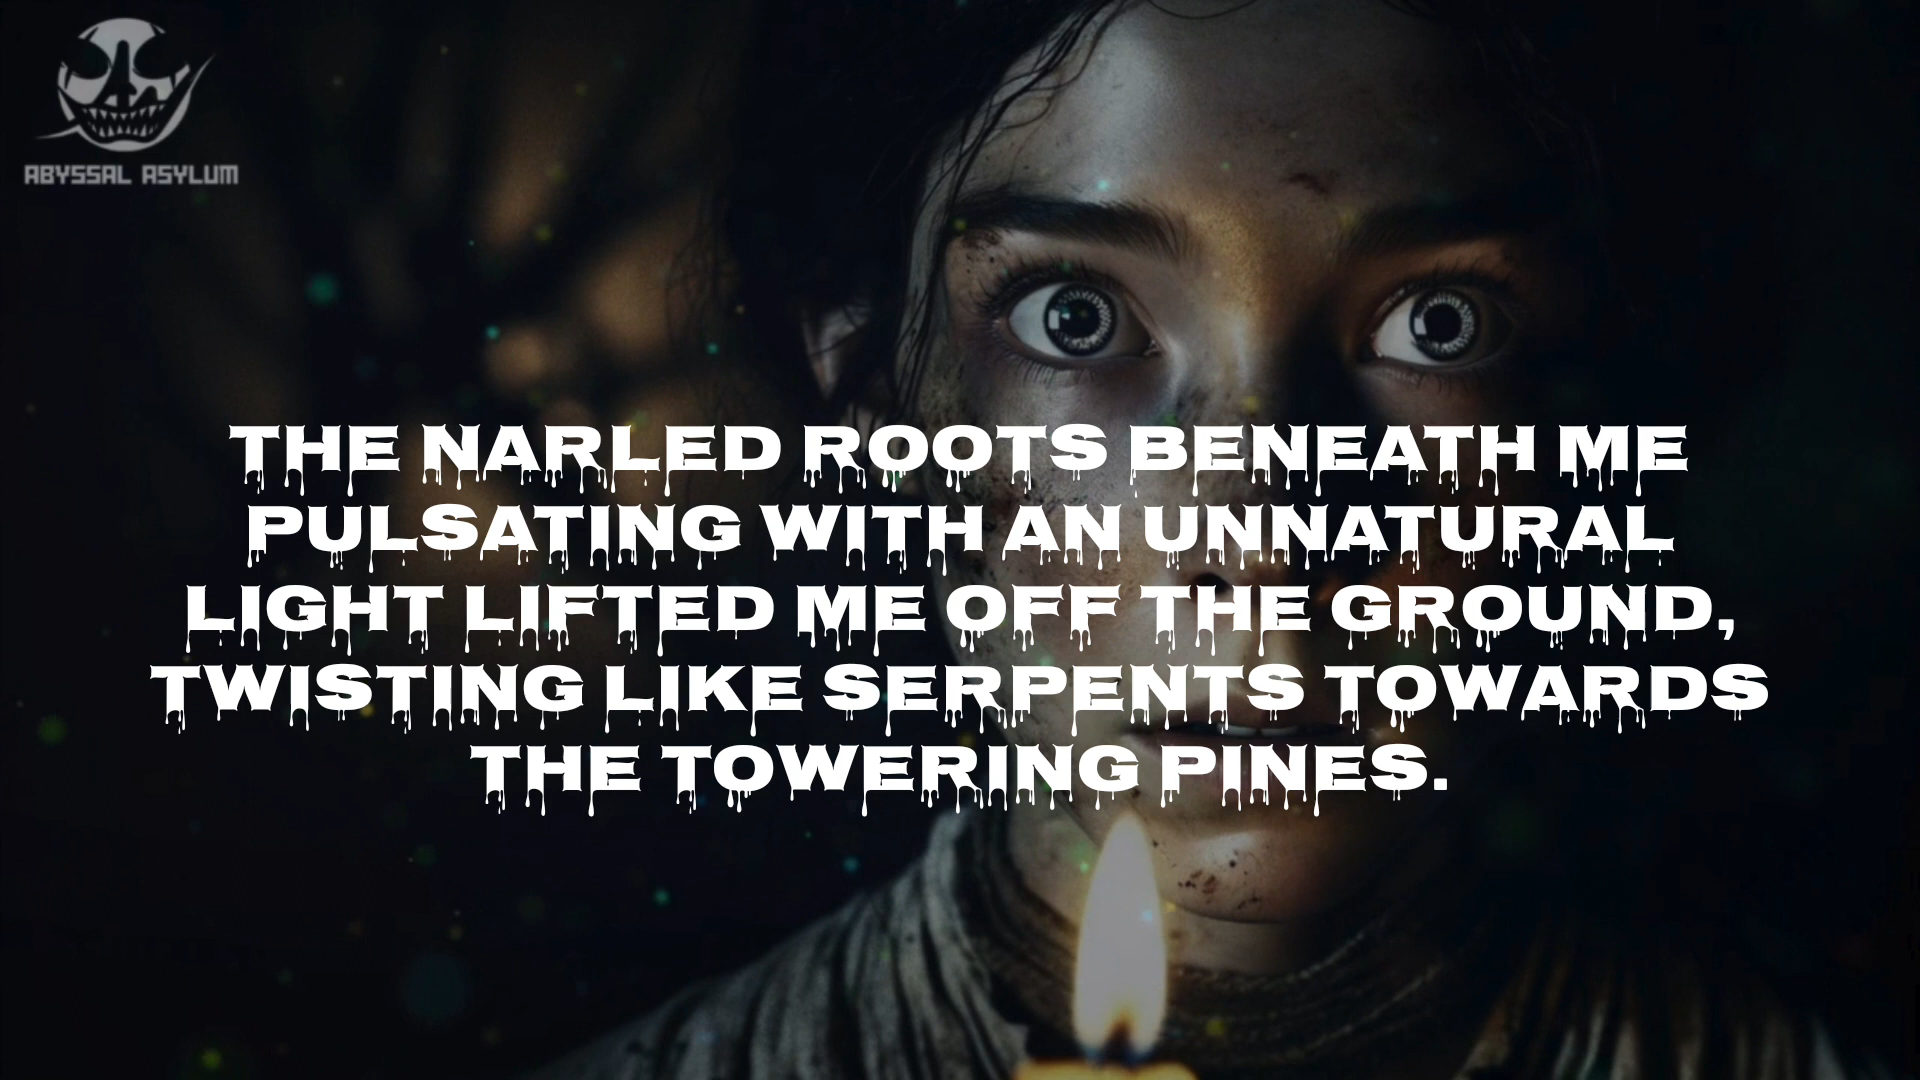 ABYSSAL ASYLUM
THE NARLED ROOTS BENEATH ME
PULSATING WITH AN UNNATURAL
LIGHT LIFTED ME OFF THE GROUND,
TWISTING LIKE SERPENTS TOWARDS
THE TOWERING PINES.